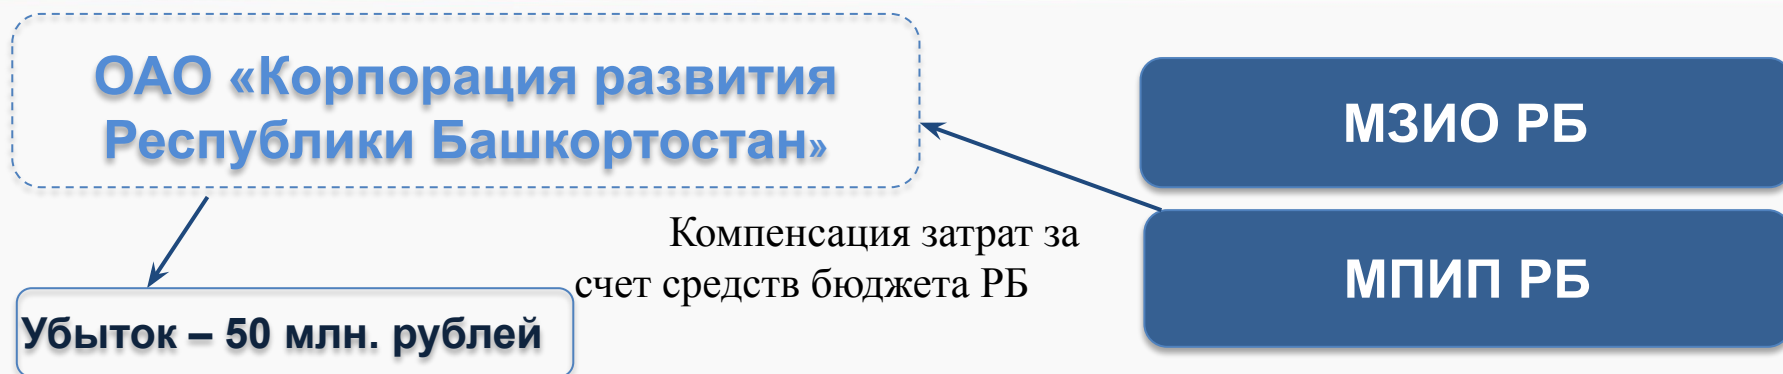 ОАО «Корпорация развития
Республики Башкортостан»
МЗИО РБ
Компенсация затрат за
счет средств бюджета РБ
МПИП РБ
Убыток – 50 млн. рублей